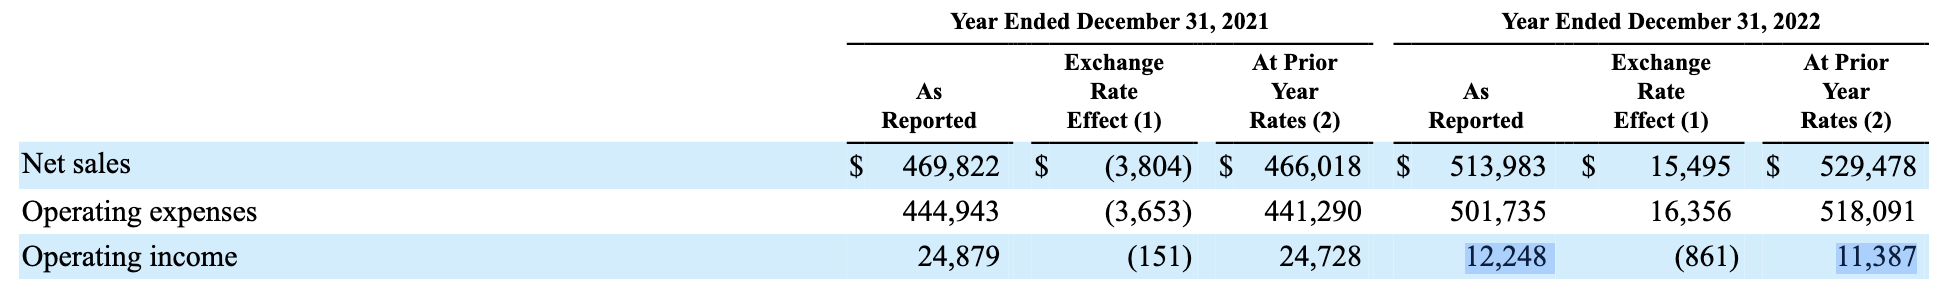 Year Ended December 31, 2021 Year Ended December 31, 2022
As Reported Exchange Rate Effect (1) At Prior Year Rates (2) As Reported Exchange Rate Effect (1) At Prior Year Rates (2)
Net sales $ 469,822 $ (3,804) $ 466,018 $ 513,983 $ 15,495 $ 529,478
Operating expenses 444,943 (3,653) 441,290 501,735 16,356 518,091
Operating income 24,879 (151) 24,728 12,248 (861) 11,387